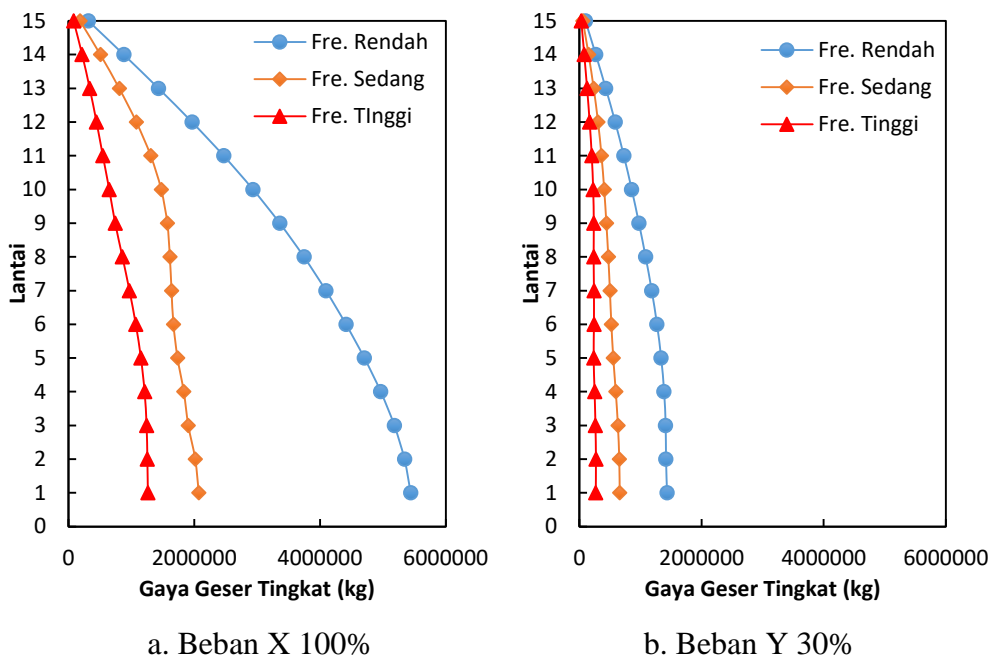 15
14
13
12
11
10
9
8
7
6
5
4
3
2
1
0
Lantai
Fre. Rendah
Fre. Sedang
Fre. TInggi
0 2000000 4000000 6000000
Gaya Geser Tingkat (kg)
a. Beban X 100%
15
14
13
12
11
10
9
8
7
6
5
4
3
2
1
0
Lantai
Fre. Rendah
Fre. Sedang
Fre. Tinggi
0 2000000 4000000 6000000
Gaya Geser Tingkat (kg)
b. Beban Y 30%